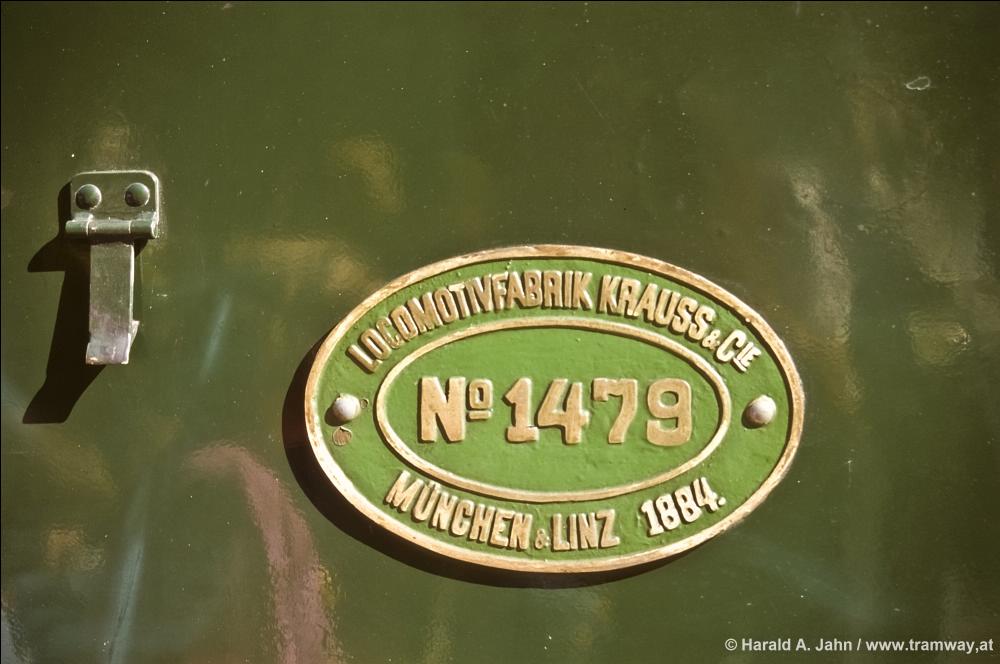 LOCOMOTIVFABRIK KRAUSS & CIE
Nº 1479
MÜNCHEN & LINZ 1884.
© Harald A. Jahn / www.tramway.at